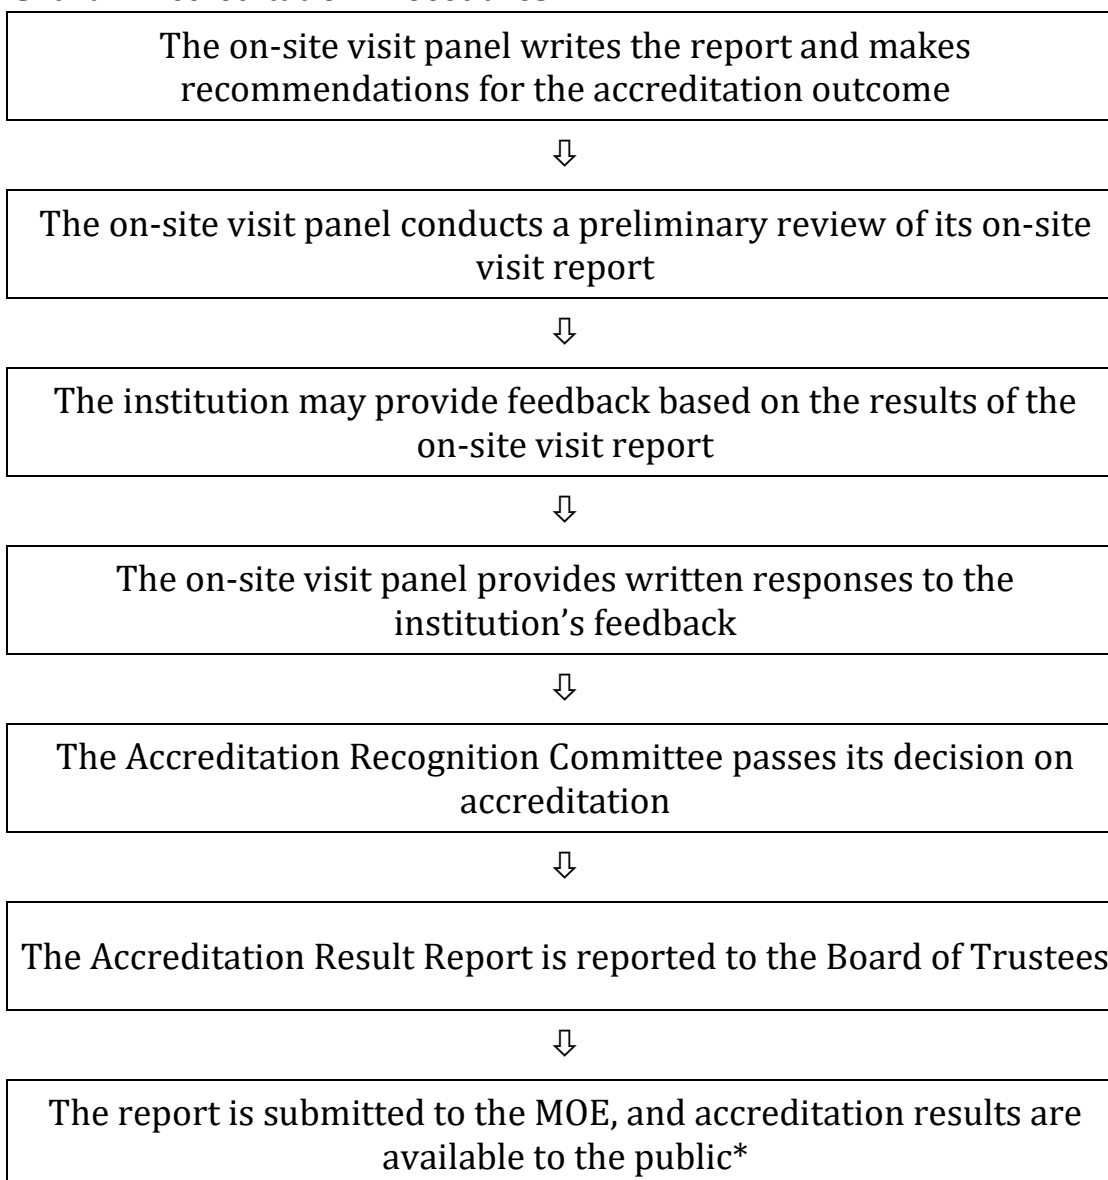 The on-site visit panel writes the report and makes
recommendations for the accreditation outcome
⇩
The on-site visit panel conducts a preliminary review of its on-site
visit report
⇩
The institution may provide feedback based on the results of the
on-site visit report
⇩
The on-site visit panel provides written responses to the
institution’s feedback
⇩
The Accreditation Recognition Committee passes its decision on
accreditation
⇩
The Accreditation Result Report is reported to the Board of Trustees
⇩
The report is submitted to the MOE, and accreditation results are
available to the public*